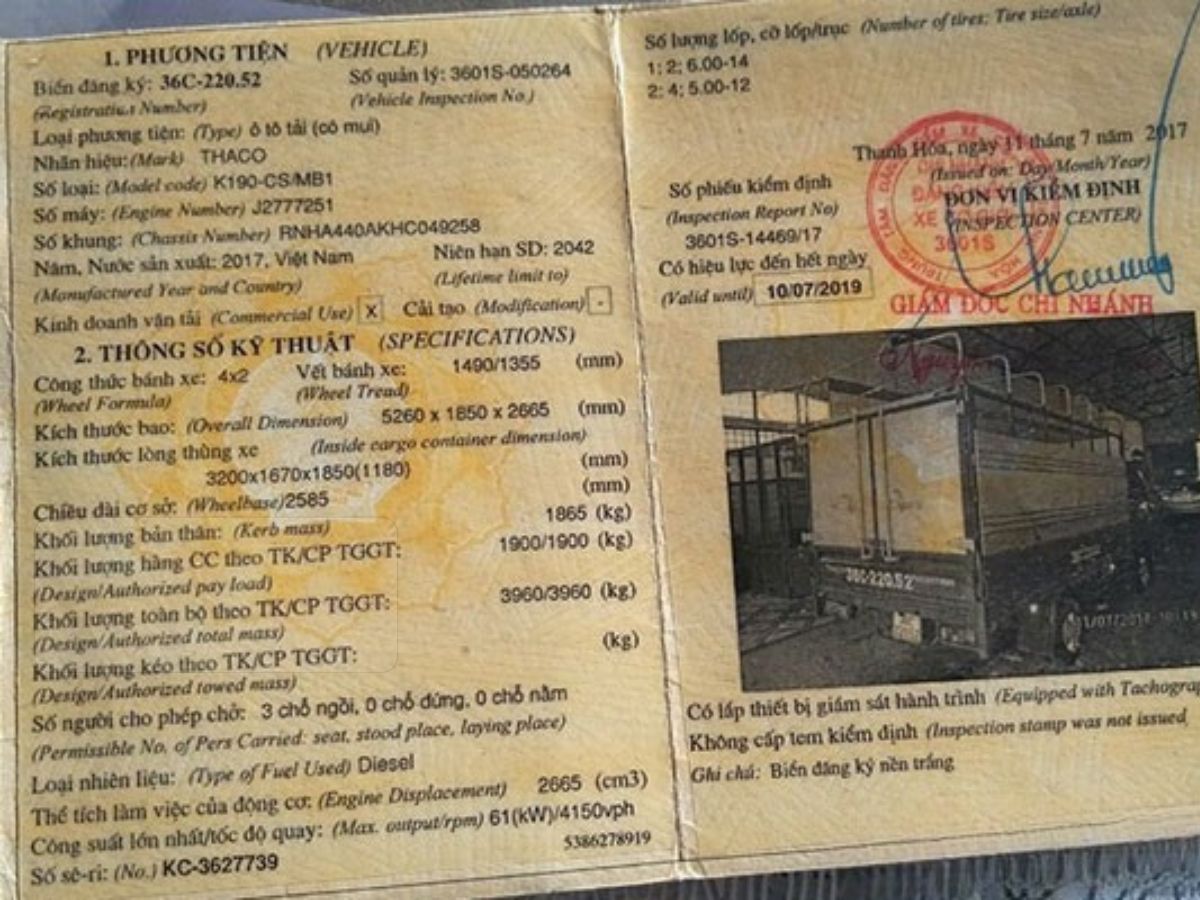 1. PHƯƠNG TIỆN (VEHICLE)
Biển đăng ký: 36C-220.52 Số quản lý: 3601S-050264
(Registration Number) (Vehicle Inspection No.)
Loại phương tiện: (Type) ô tô tải (có mui)
Nhãn hiệu: (Mark) THACO
Số loại: (Model code) K190-CS/MB1
Số máy: (Engine Number) J2777251
Số khung: (Chassis Number) RNHA440AKHC049258
Năm, Nước sản xuất: 2017, Việt Nam Niên hạn SD: 2042
(Manufactured Year and Country) (Lifetime limit to)
Kinh doanh vận tải (Commercial Use) X Cải tạo (Modification) -
2. THÔNG SỐ KỸ THUẬT (SPECIFICATIONS)
Công thức bánh xe: 4x2 Vết bánh xe: 1490/1355 (mm)
(Wheel Formula) (Wheel Tread)
Kích thước bao: (Overall Dimension) 5260 x 1850 x 2665 (mm)
Kích thước lòng thùng xe (Inside cargo container dimension)
3200x1670x1850(1180) (mm)
Chiều dài cơ sở: (Wheelbase)2585 (mm)
Khối lượng bản thân: (Kerb mass) 1865 (kg)
Khối lượng hàng CC theo TK/CP TGGT: 1900/1900 (kg)
(Design/Authorized pay load)
Khối lượng toàn bộ theo TK/CP TGGT: 3960/3960 (kg)
(Design/Authorized total mass)
Khối lượng kéo theo TK/CP TGGT: (kg)
(Design/Authorized towed mass)
Số người cho phép chở: 3 chỗ ngồi, 0 chỗ đứng, 0 chỗ nằm
(Permissible No. of Pers Carried: seat, stood place, laying place)
Loại nhiên liệu: (Type of Fuel Used) Diesel
Thể tích làm việc của động cơ: (Engine Displacement) 2665 (cm3)
Công suất lớn nhất/tốc độ quay: (Max. output/rpm) 61(kW)/4150vph
5386278919
Số sê-ri: (No.) KC-3627739
Số lượng lốp, cỡ lốp/trục (Number of tires; Tire size/axle)
1; 2; 6.00-14
2; 4; 5.00-12
Thanh Hóa, ngày 11 tháng 7 năm 2017
(Issued on: Day/Month/Year)
Số phiếu kiểm định ĐƠN VỊ KIỂM ĐỊNH
(Inspection Report No) (INSPECTION CENTER)
3601S-14469/17
3601S
Có hiệu lực đến hết ngày
(Valid until) 10/07/2019
GIÁM ĐỐC CHI NHÁNH
36C-220.52
Có lắp thiết bị giám sát hành trình (Equipped with Tachogra
Không cấp tem kiểm định (Inspection stamp was not issued
Ghi chú: Biển đăng ký nền trắng